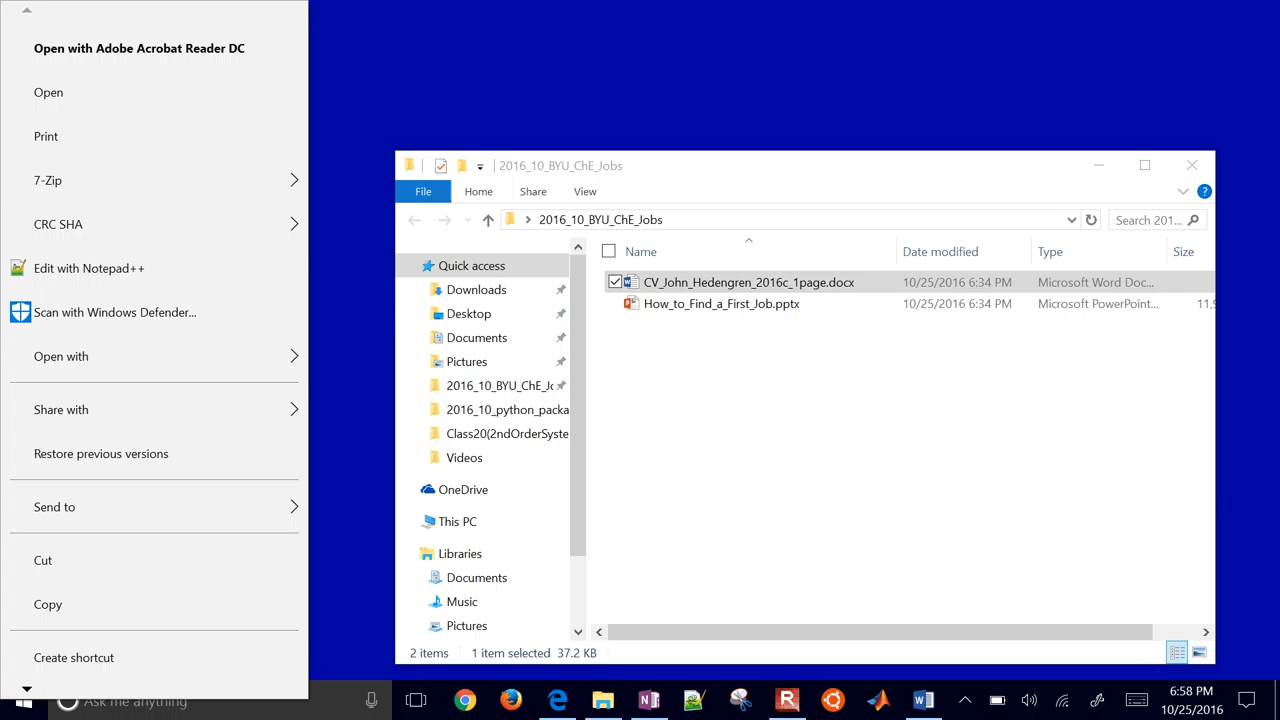 Open with Adobe Acrobat Reader DC
Open
Print
7-Zip
CRC SHA
Edit with Notepad++
Scan with Windows Defender...
Open with
Share with
Restore previous versions
Send to
Cut
Copy
Create shortcut
2016_10_BYU_ChE_Jobs
File Home Share View
2016_10_BYU_ChE_Jobs Search 201...
Name Date modified Type Size
CV_John_Hedengren_2016c_1page.docx 10/25/2016 6:34 PM Microsoft Word Doc...
How_to_Find_a_First_Job.pptx 10/25/2016 6:34 PM Microsoft PowerPoint... 11,
Quick access
Downloads
Desktop
Documents
Pictures
2016_10_BYU_ChE_Jo
2016_10_python_packa
Class20(2ndOrderSyste
Videos
OneDrive
This PC
Libraries
Documents
Music
Pictures
2 items 1 item selected 37.2 KB
Ask me anything
6:58 PM
10/25/2016